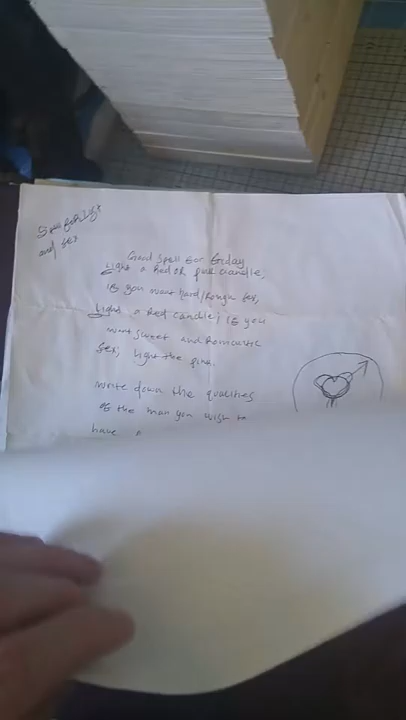 and sex
Good Spell for Friday
Light a Red or pink candle,
if you want hard/Rough sex,
Light a Red candle; if you
want sweet and Romcantic
sex; light the pink.
write down the qualities
of the man you wish to
have